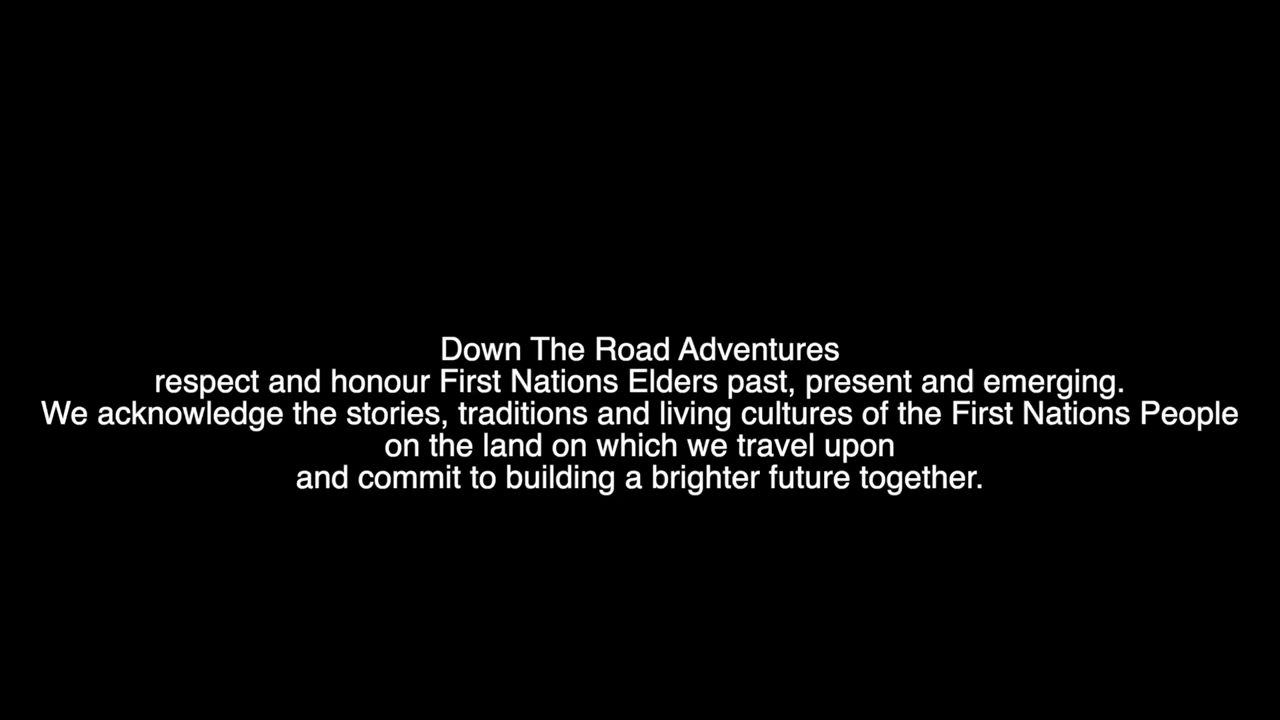 Down The Road Adventures
respect and honour First Nations Elders past, present and emerging.
We acknowledge the stories, traditions and living cultures of the First Nations People
on the land on which we travel upon
and commit to building a brighter future together.